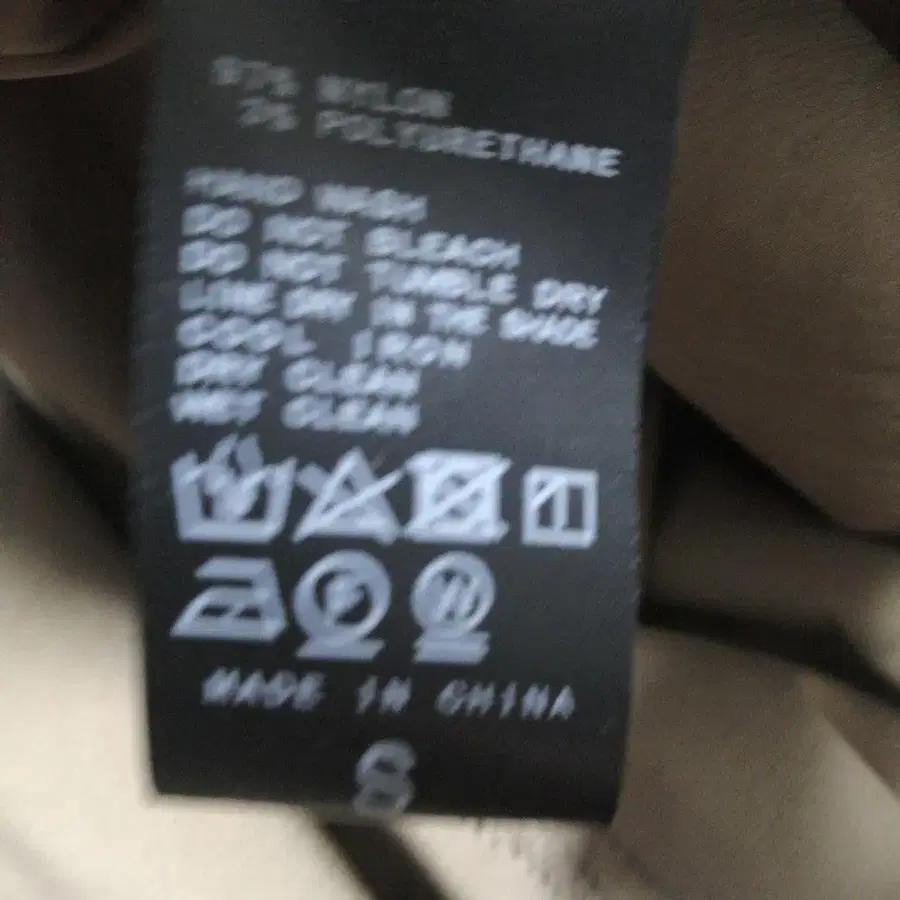 97% NYLON
3% POLYURETHANE
HAND WASH
DO NOT BLEACH
DO NOT TUMBLE DRY
LINE DRY IN THE SHADE
COOL IRON
DRY CLEAN
WET CLEAN
MADE IN CHINA